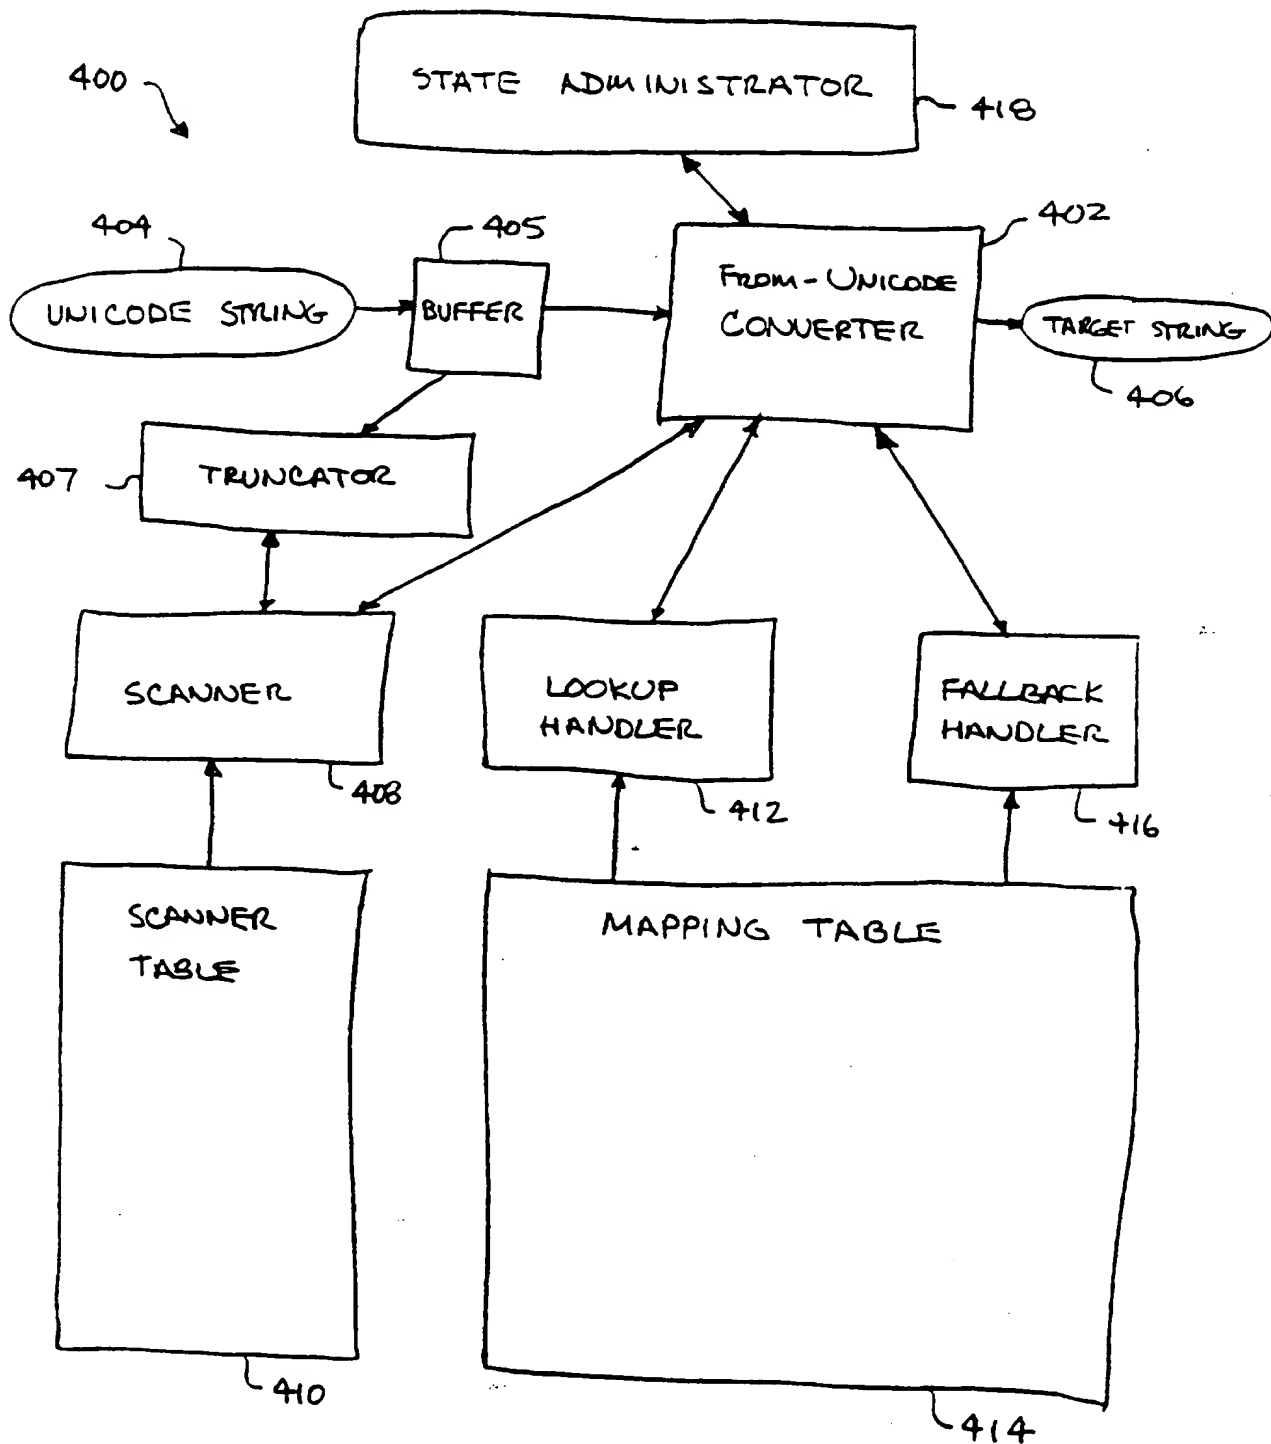 400
STATE ADMINISTRATOR
418
404
405
402
UNICODE STRING
BUFFER
FROM-UNICODE
CONVERTER
TARGET STRING
406
407
TRUNCATOR
SCANNER
408
LOOKUP
HANDLER
412
FALLBACK
HANDLER
416
SCANNER
TABLE
410
MAPPING TABLE
414